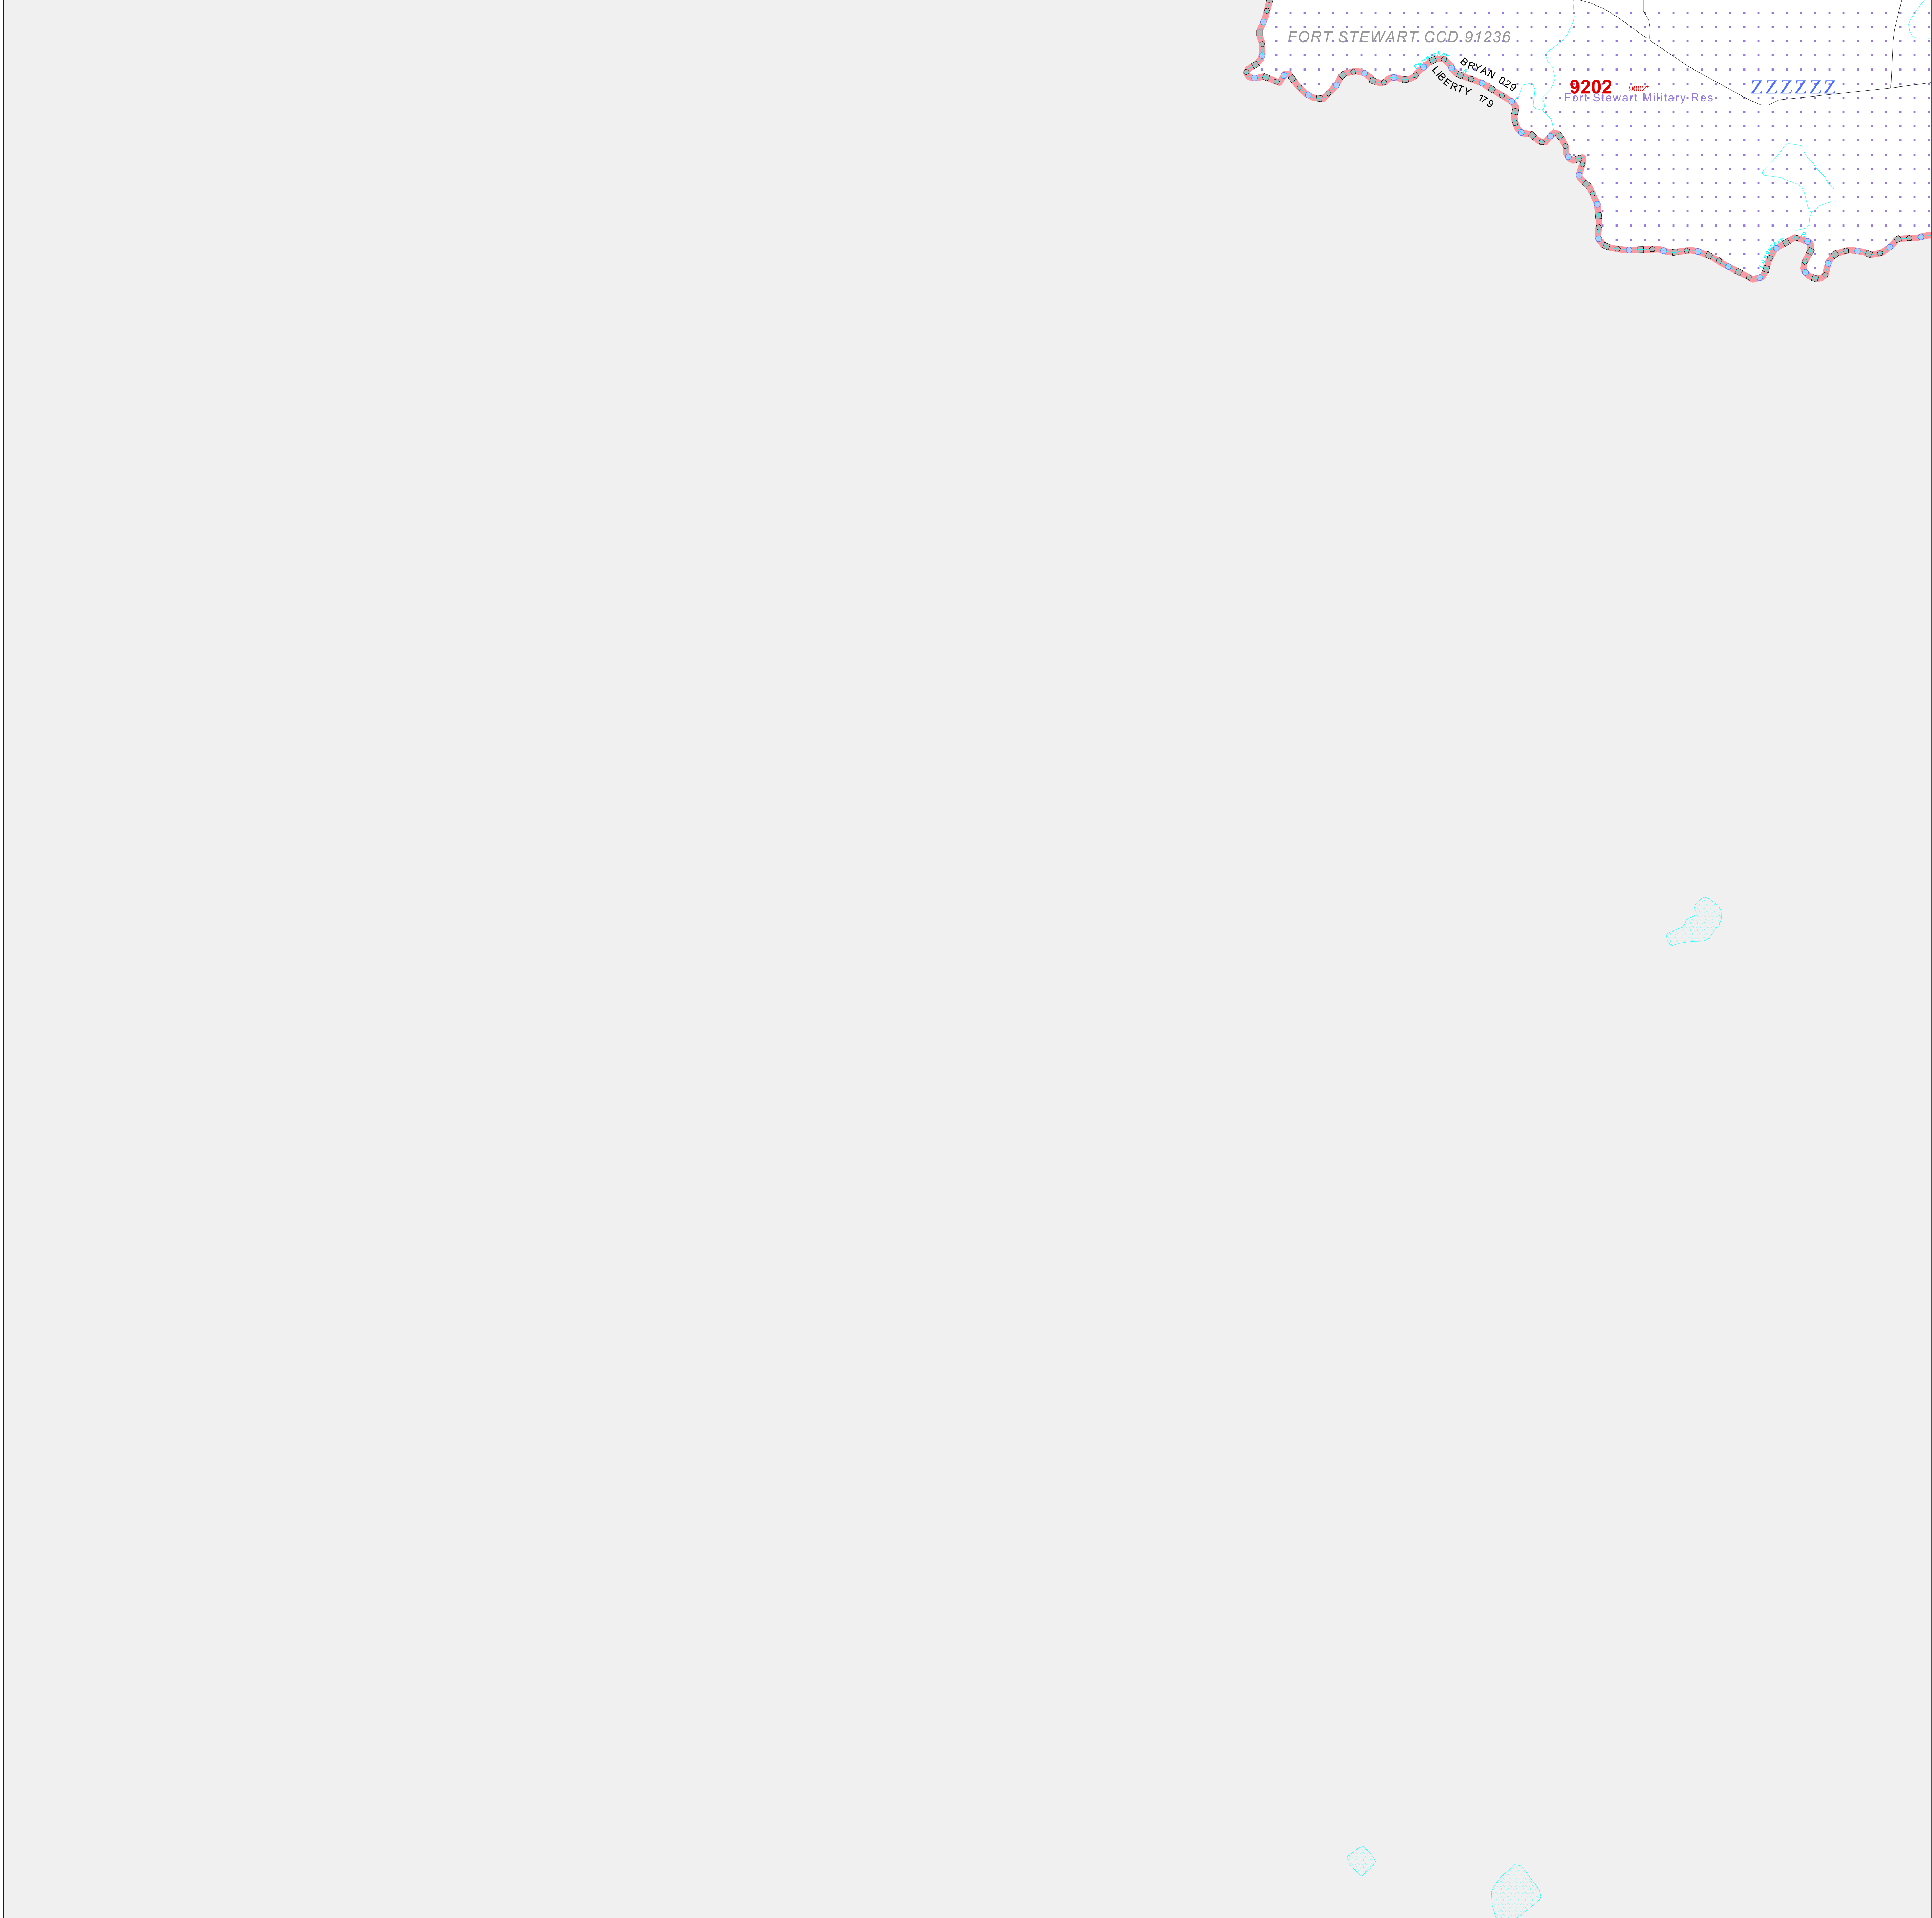 FORT STEWART CCD 91236
BRYAN 029
LIBERTY 179
9202
9002*
ZZZZZZ
Fort Stewart Military Res